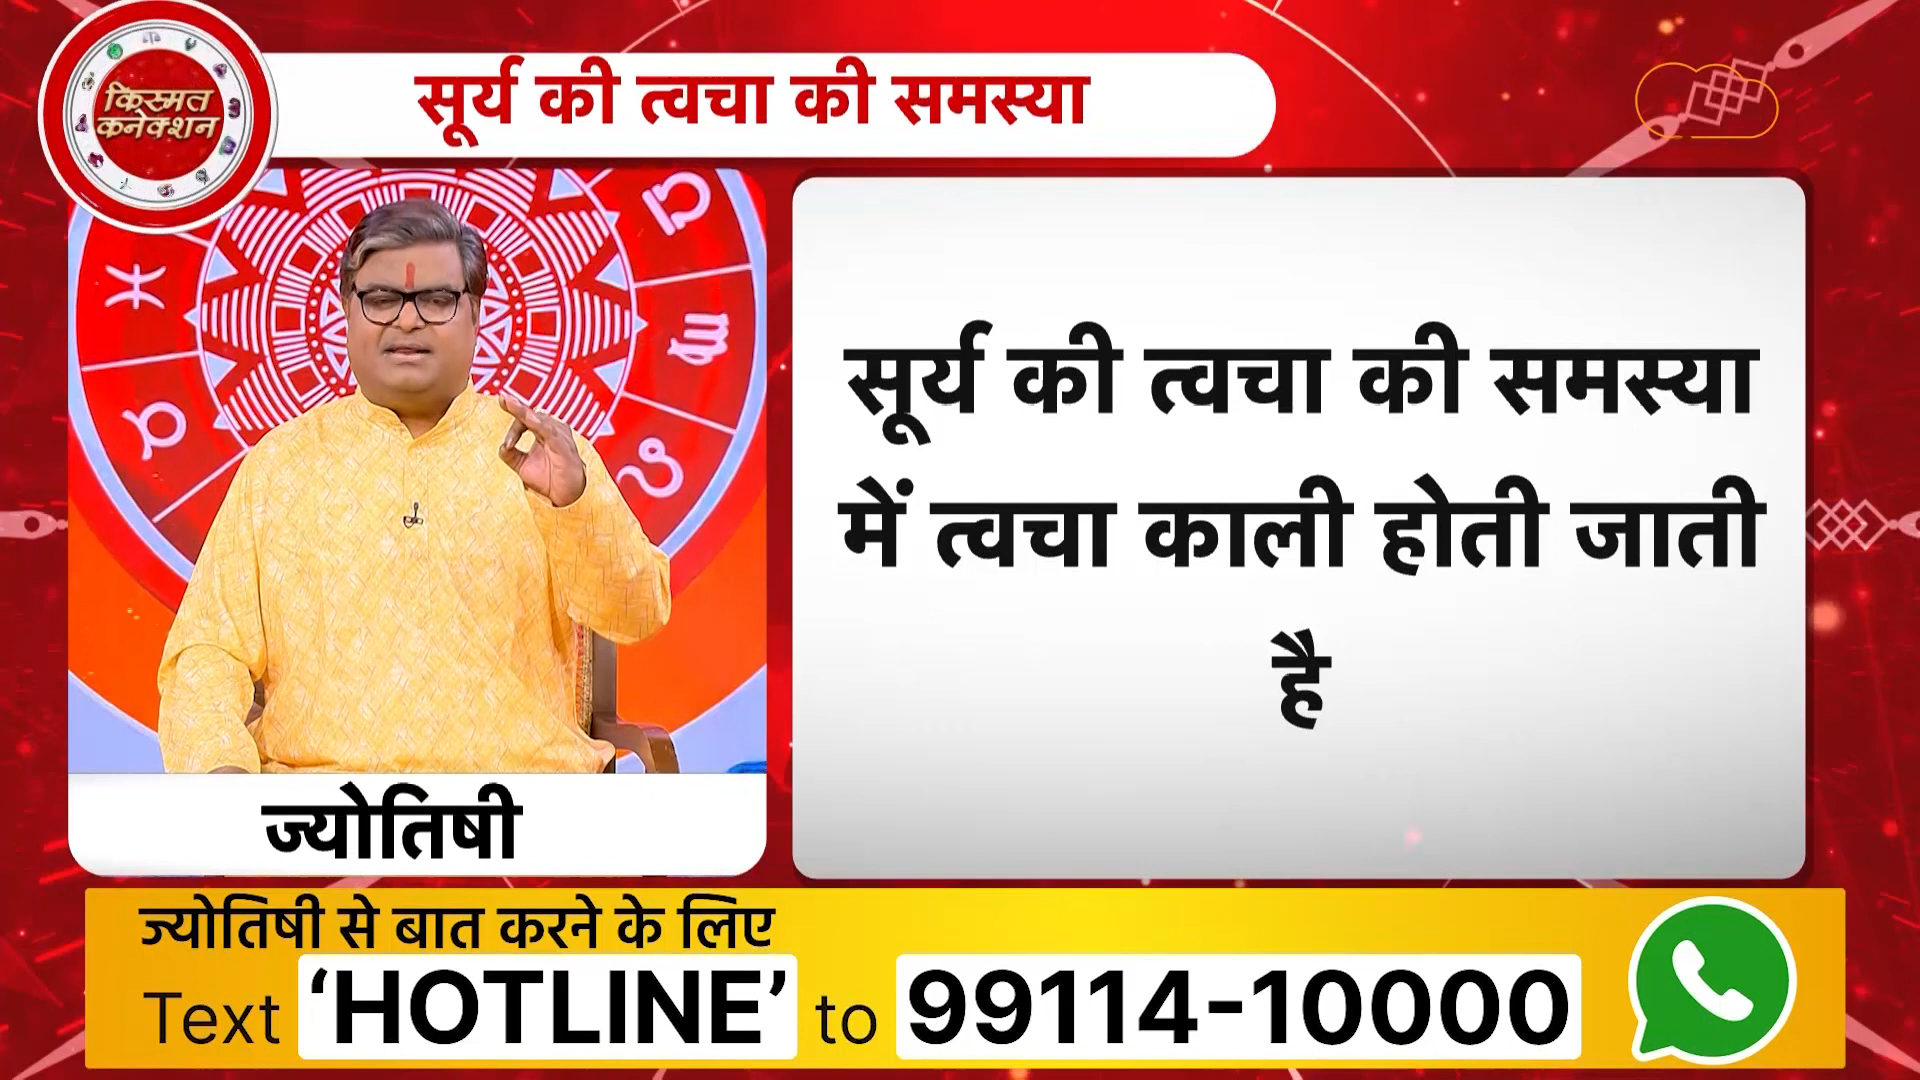 किस्मत
कनेक्शन
सूर्य की त्वचा की समस्या
सूर्य की त्वचा की समस्या
में त्वचा काली होती जाती
है
ज्योतिषी
ज्योतिषी से बात करने के लिए
Text ‘HOTLINE’ to 99114-10000